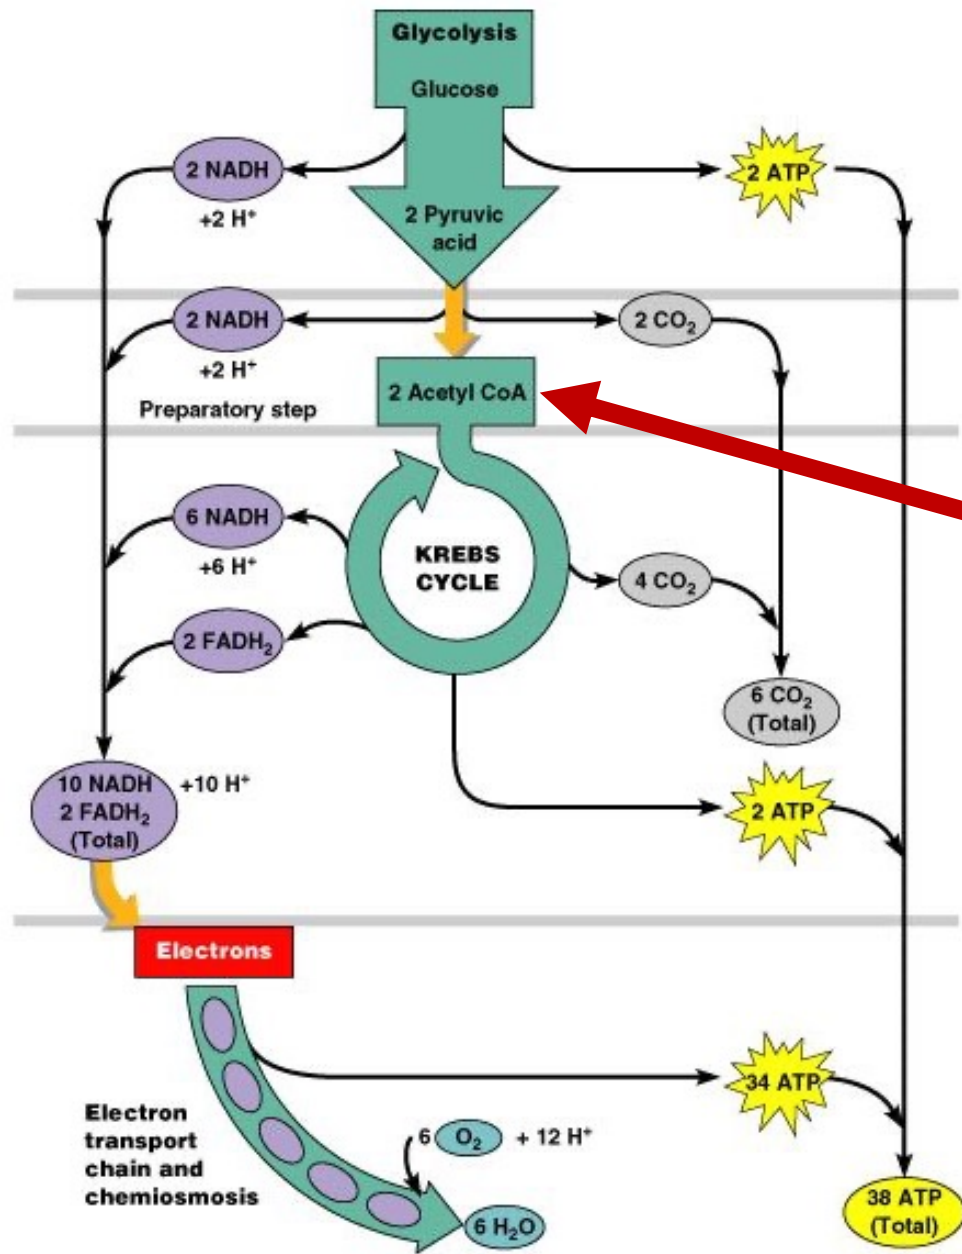 Glycolysis
Glucose
2 NADH
+2 H⁺
2 ATP
2 Pyruvic
acid
2 NADH
+2 H⁺
2 CO₂
Preparatory step
2 Acetyl CoA
6 NADH
+6 H⁺
KREBS
CYCLE
4 CO₂
2 FADH₂
6 CO₂
(Total)
10 NADH
2 FADH₂
(Total)
+10 H⁺
2 ATP
Electrons
34 ATP
Electron
transport
chain and
chemiosmosis
6 O₂ + 12 H⁺
6 H₂O
38 ATP
(Total)